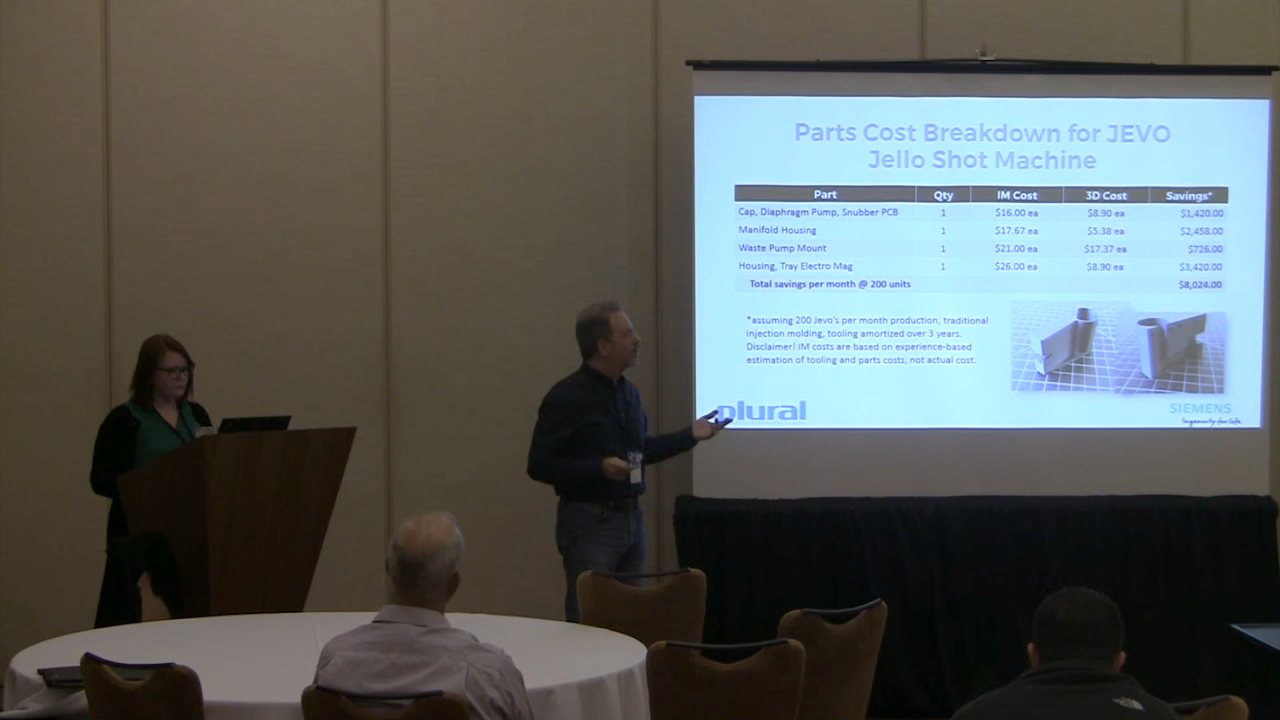 Parts Cost Breakdown for JEVO
Jello Shot Machine
Part Qty IM Cost 3D Cost Savings*
Cap, Diaphragm Pump, Snubber PCB 1 $16.00 ea $8.90 ea $1,420.00
Manifold Housing 1 $17.67 ea $5.38 ea $2,458.00
Waste Pump Mount 1 $21.00 ea $17.37 ea $726.00
Housing, Tray Electro Mag 1 $26.00 ea $8.90 ea $3,420.00
Total savings per month @ 200 units $8,024.00
*assuming 200 Jevo's per month production, traditional
injection molding, tooling amortized over 3 years.
Disclaimer! IM costs are based on experience-based
estimation of tooling and parts costs, not actual cost.
plural
SIEMENS
Ingenuity for life